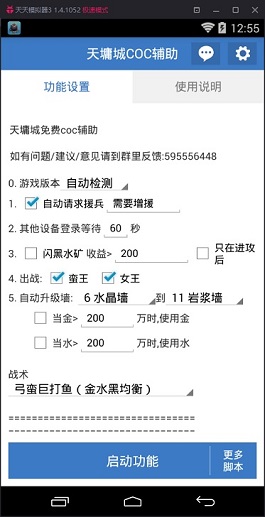 天天模拟器3 1.4.1052 极速模式
12:55
天墉城COC辅助
功能设置 使用说明
天墉城免费coc辅助
如有问题/建议/意见请到群里反馈:595556448
0. 游戏版本 自动检测
1. 自动请求援兵 需要增援
2. 其他设备登录等待 60 秒
3. 闪黑水矿 收益> 200 只在进攻后
4. 出战: 蛮王 女王
5. 自动升级墙: 6 水晶墙 到 11 岩浆墙
当金> 200 万时,使用金
当水> 200 万时,使用水
战术
弓蛮巨打鱼（金水黑均衡）
==============================
启动功能 更多脚本